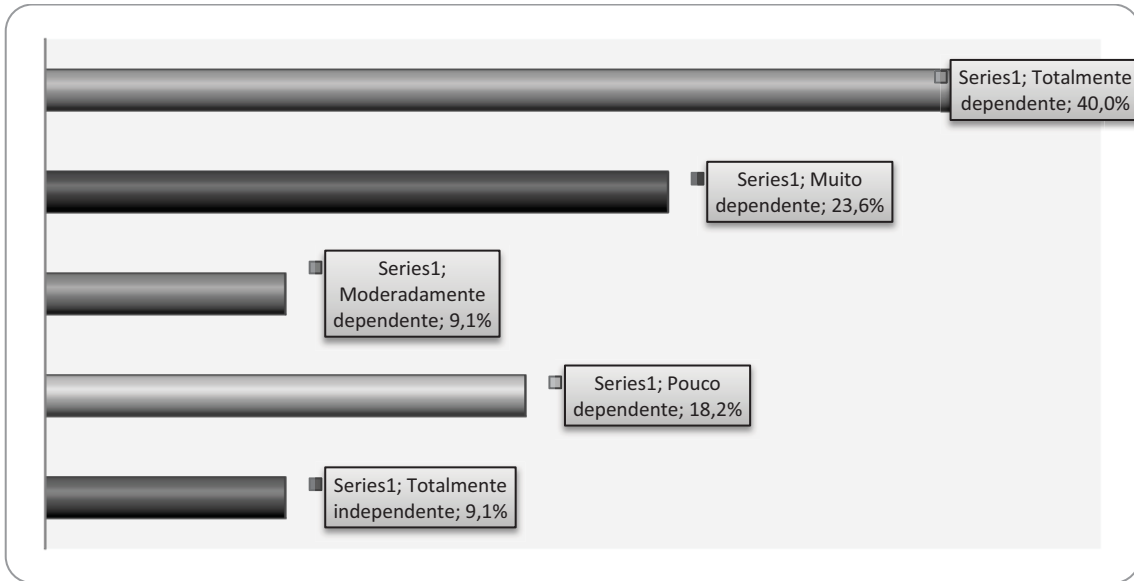 Series1; Totalmente
dependente; 40,0%
Series1; Muito
dependente; 23,6%
Series1;
Moderadamente
dependente; 9,1%
Series1; Pouco
dependente; 18,2%
Series1; Totalmente
independente; 9,1%